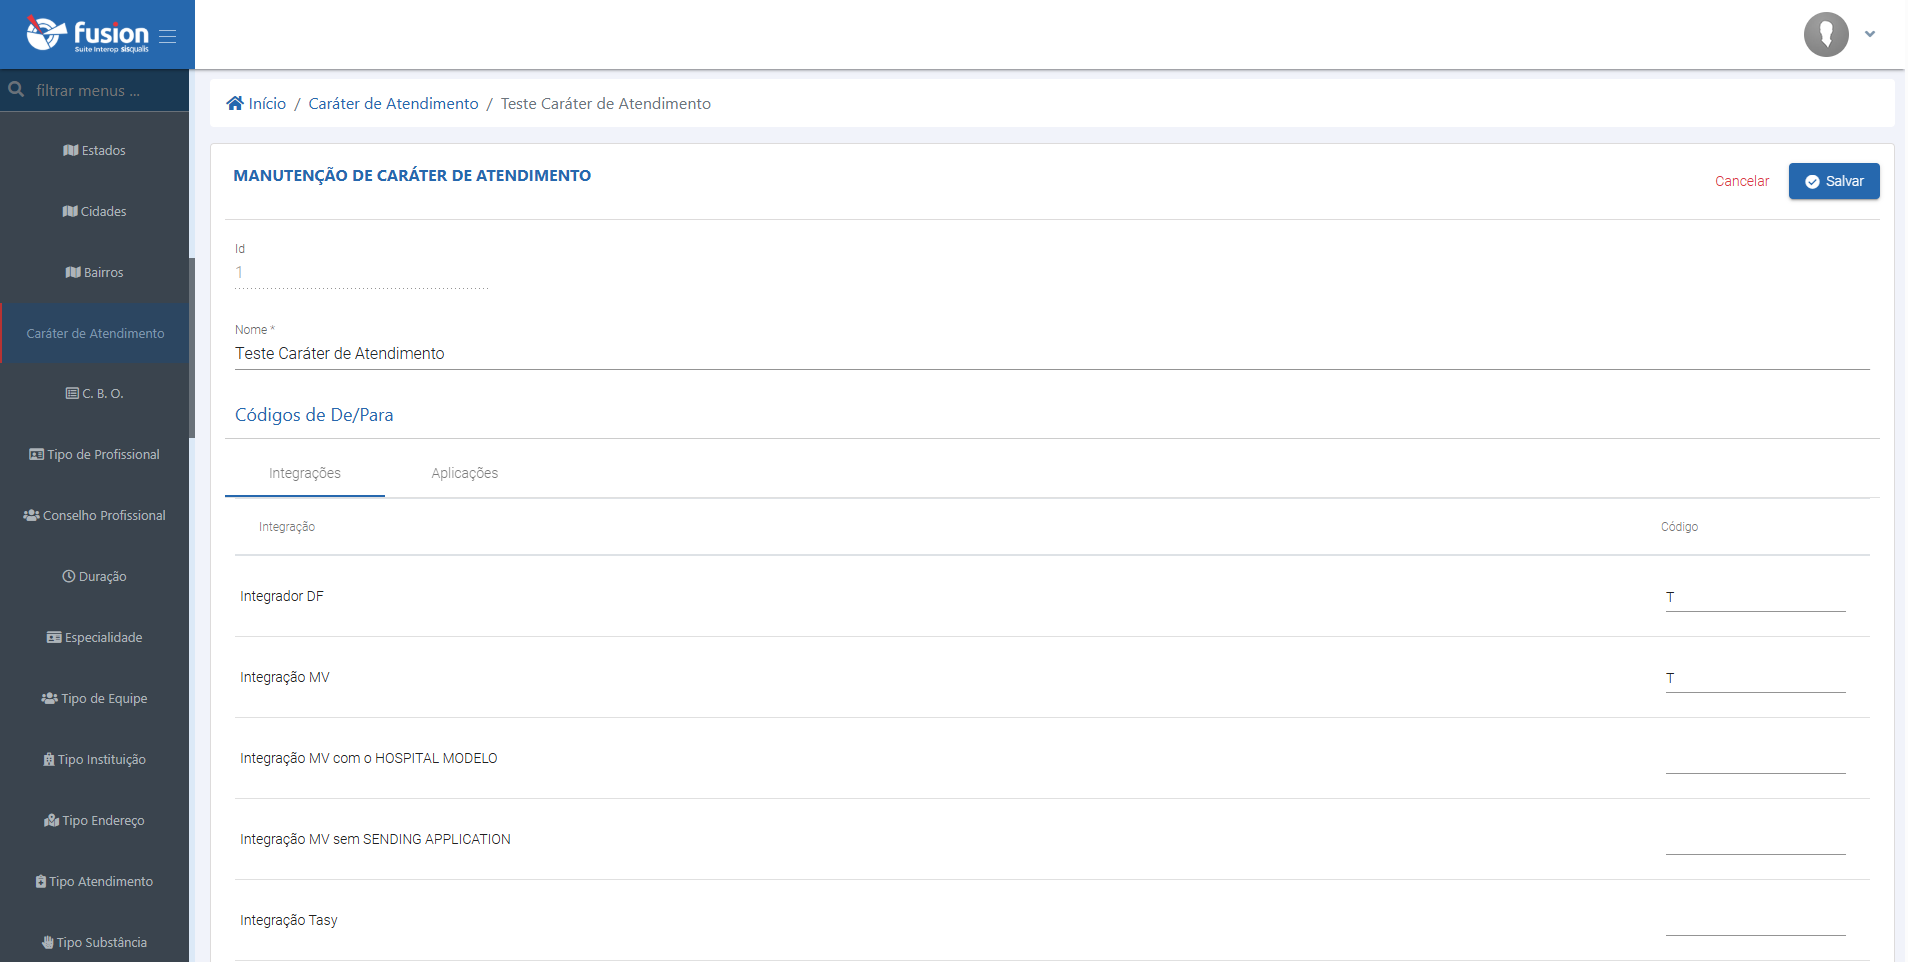 fusion
Suite Interop sisqualis
filtrar menus ...
Estados
Cidades
Bairros
Caráter de Atendimento
C. B. O.
Tipo de Profissional
Conselho Profissional
Duração
Especialidade
Tipo de Equipe
Tipo Instituição
Tipo Endereço
Tipo Atendimento
Tipo Substância
Início / Caráter de Atendimento / Teste Caráter de Atendimento
MANUTENÇÃO DE CARÁTER DE ATENDIMENTO
Cancelar
Salvar
Id
1
Nome *
Teste Caráter de Atendimento
Códigos de De/Para
Integrações Aplicações
Integração Código
Integrador DF T
Integração MV T
Integração MV com o HOSPITAL MODELO
Integração MV sem SENDING APPLICATION
Integração Tasy